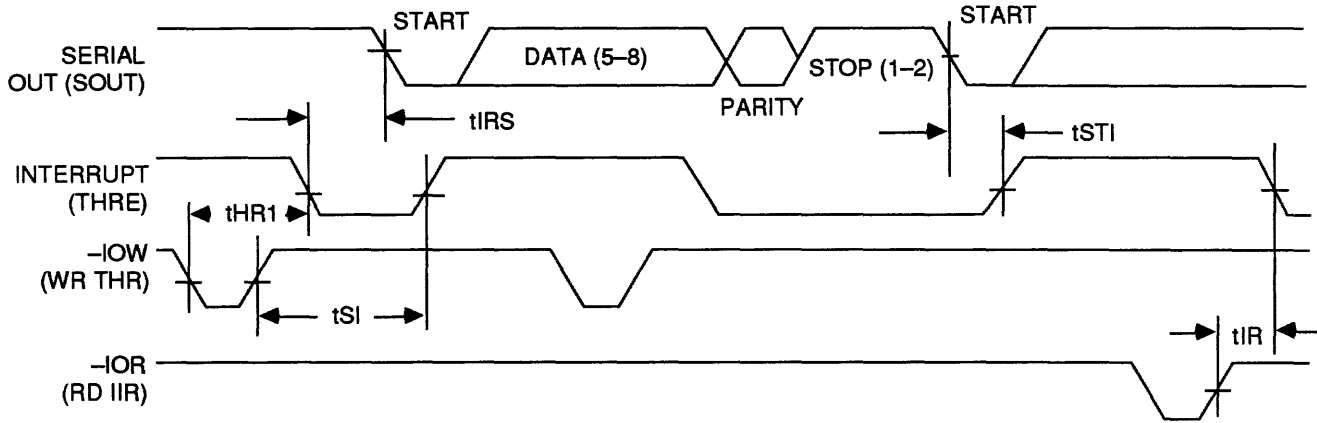 START
START
SERIAL
OUT (SOUT)
DATA (5–8)
STOP (1–2)
PARITY
tIRS
tSTI
INTERRUPT
(THRE)
tHR1
–IOW
(WR THR)
tSI
tIR
–IOR
(RD IIR)